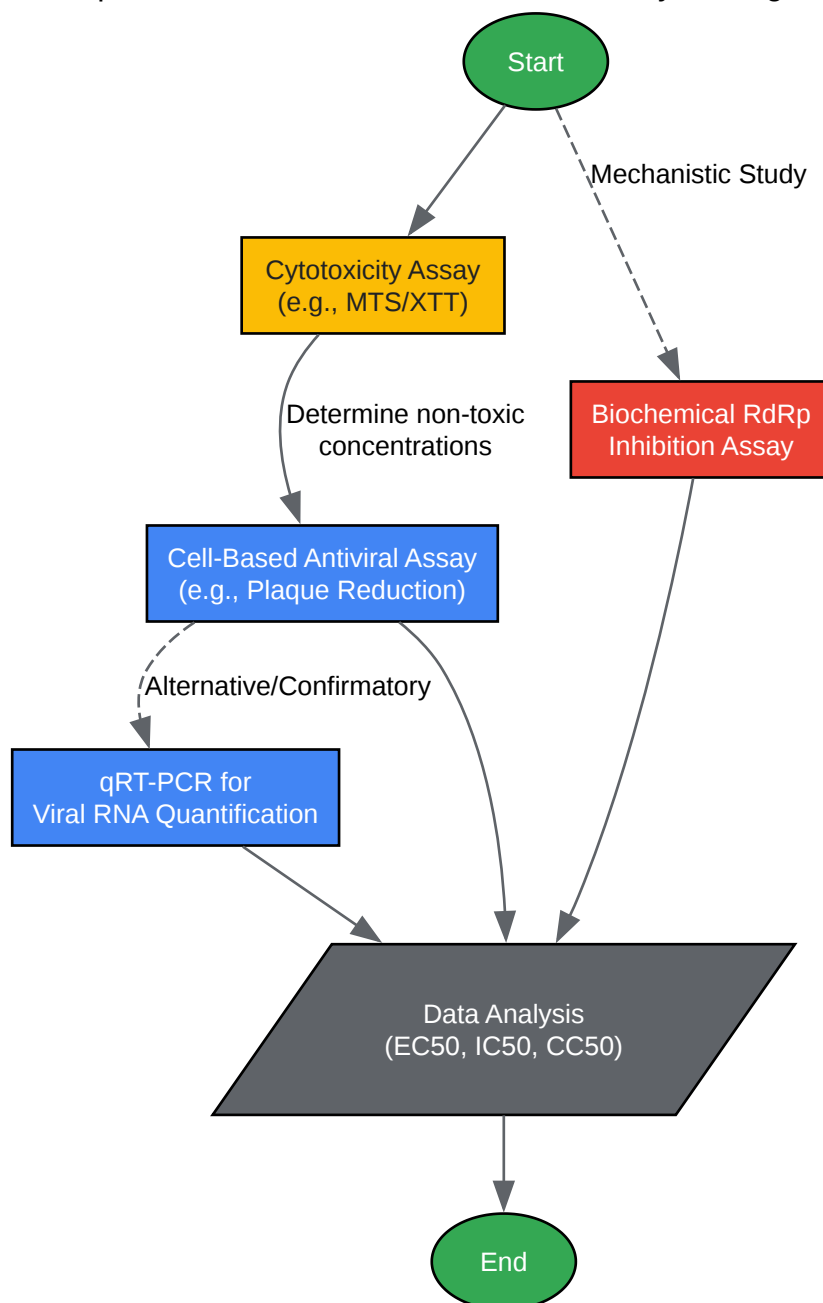 Start
Mechanistic Study
Cytotoxicity Assay
(e.g., MTS/XTT)
Determine non-toxic
concentrations
Biochemical RdRp
Inhibition Assay
Cell-Based Antiviral Assay
(e.g., Plaque Reduction)
Alternative/Confirmatory
qRT-PCR for
Viral RNA Quantification
Data Analysis
(EC50, IC50, CC50)
End